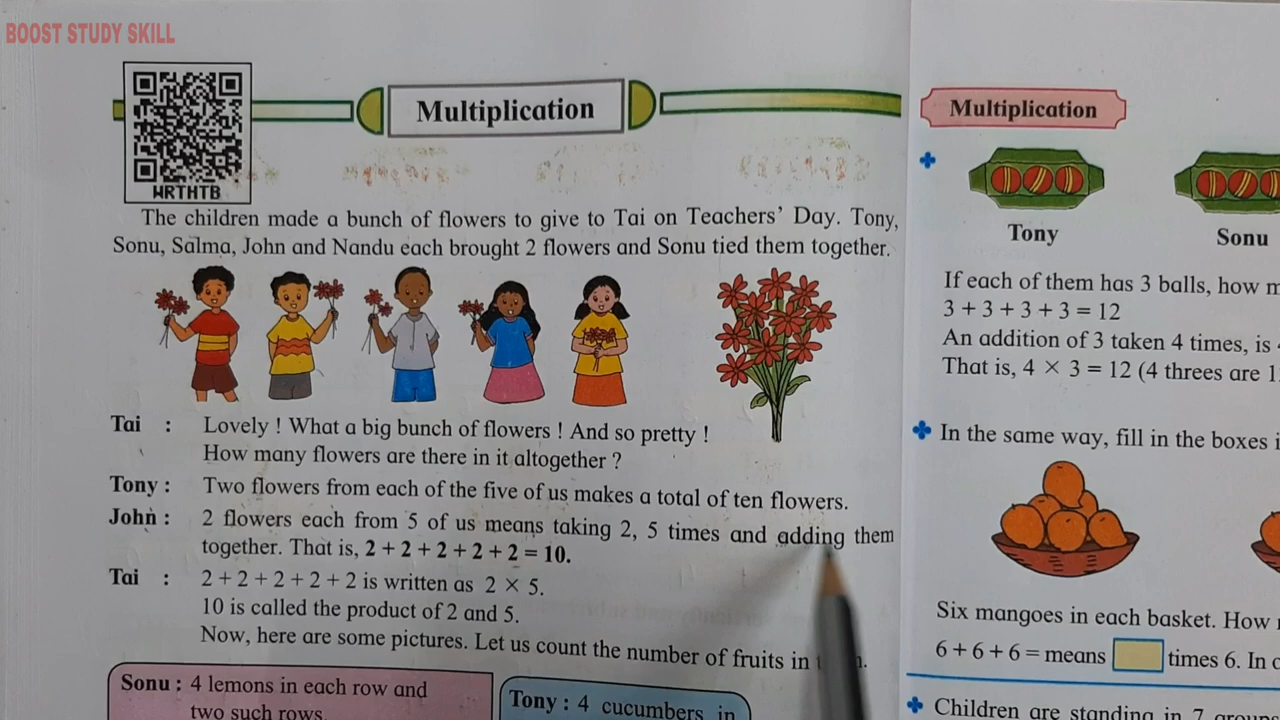 BOOST STUDY SKILL
WRTHTB
Multiplication
The children made a bunch of flowers to give to Tai on Teachers’ Day. Tony,
Sonu, Salma, John and Nandu each brought 2 flowers and Sonu tied them together.
Tai : Lovely ! What a big bunch of flowers ! And so pretty !
How many flowers are there in it altogether ?
Tony : Two flowers from each of the five of us makes a total of ten flowers.
John : 2 flowers each from 5 of us means taking 2, 5 times and adding them
together. That is, 2 + 2 + 2 + 2 + 2 = 10.
Tai : 2 + 2 + 2 + 2 + 2 is written as 2 × 5.
10 is called the product of 2 and 5.
Now, here are some pictures. Let us count the number of fruits in
Sonu : 4 lemons in each row and
two such rows.
Tony : 4 cucumbers in
Multiplication
Tony
Sonu
If each of them has 3 balls, how
3 + 3 + 3 + 3 = 12
An addition of 3 taken 4 times, is
That is, 4 × 3 = 12 (4 threes are
In the same way, fill in the boxes
Six mangoes in each basket. How
6 + 6 + 6 = means times 6. In
Children are standing in 7